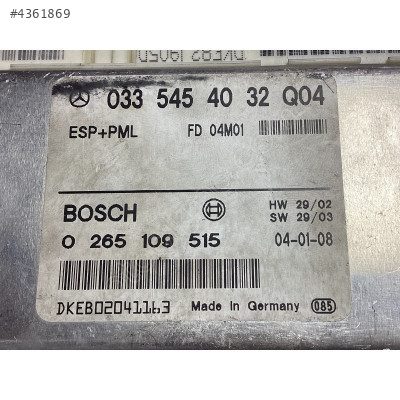 #4361869
033 545 40 32 Q04
ESP+PML FD 04M01
BOSCH HW 29/02
SW 29/03
0 265 109 515 04-01-08
DKEB02041163 Made in Germany 085